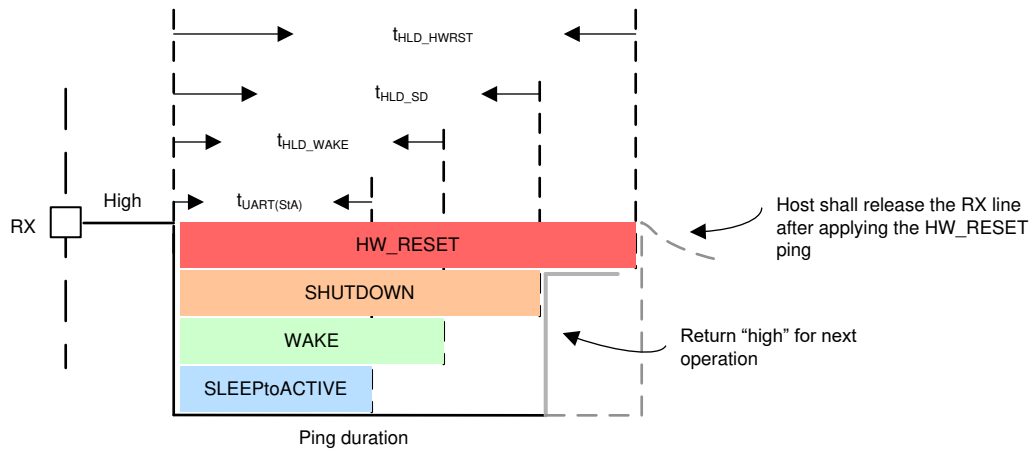 tHLD_HWRST
tHLD_SD
tHLD_WAKE
tUART(StA)
High
RX
HW_RESET
SHUTDOWN
WAKE
SLEEPtoACTIVE
Ping duration
Host shall release the RX line
after applying the HW_RESET
ping
Return “high” for next
operation